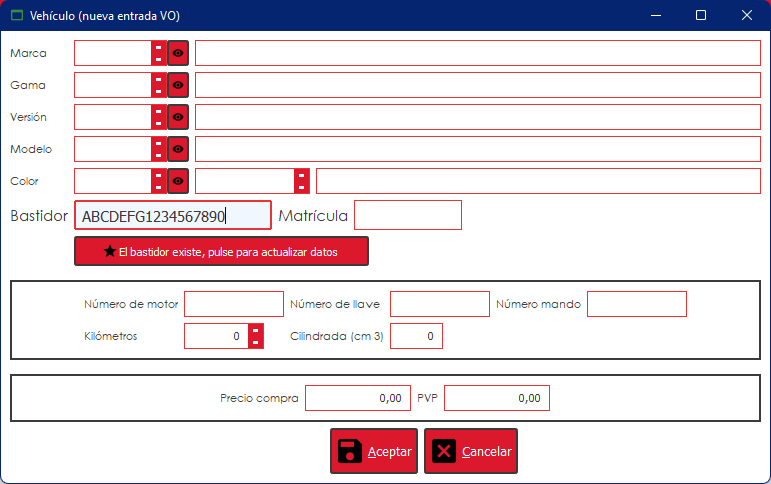 Vehículo (nueva entrada VO)
Marca
Gama
Versión
Modelo
Color
Bastidor ABCDEFG1234567890 Matrícula
El bastidor existe, pulse para actualizar datos
Número de motor Número de llave Número mando
Kilómetros 0 Cilindrada (cm 3) 0
Precio compra 0,00 PVP 0,00
Aceptar Cancelar